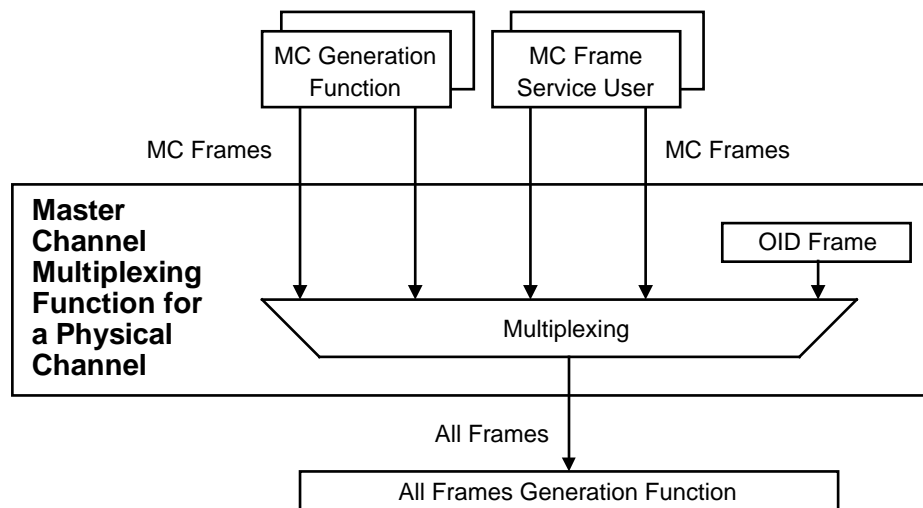 MC Generation
Function
MC Frame
Service User
MC Frames
MC Frames
Master
Channel
Multiplexing
Function for
a Physical
Channel
OID Frame
Multiplexing
All Frames
All Frames Generation Function